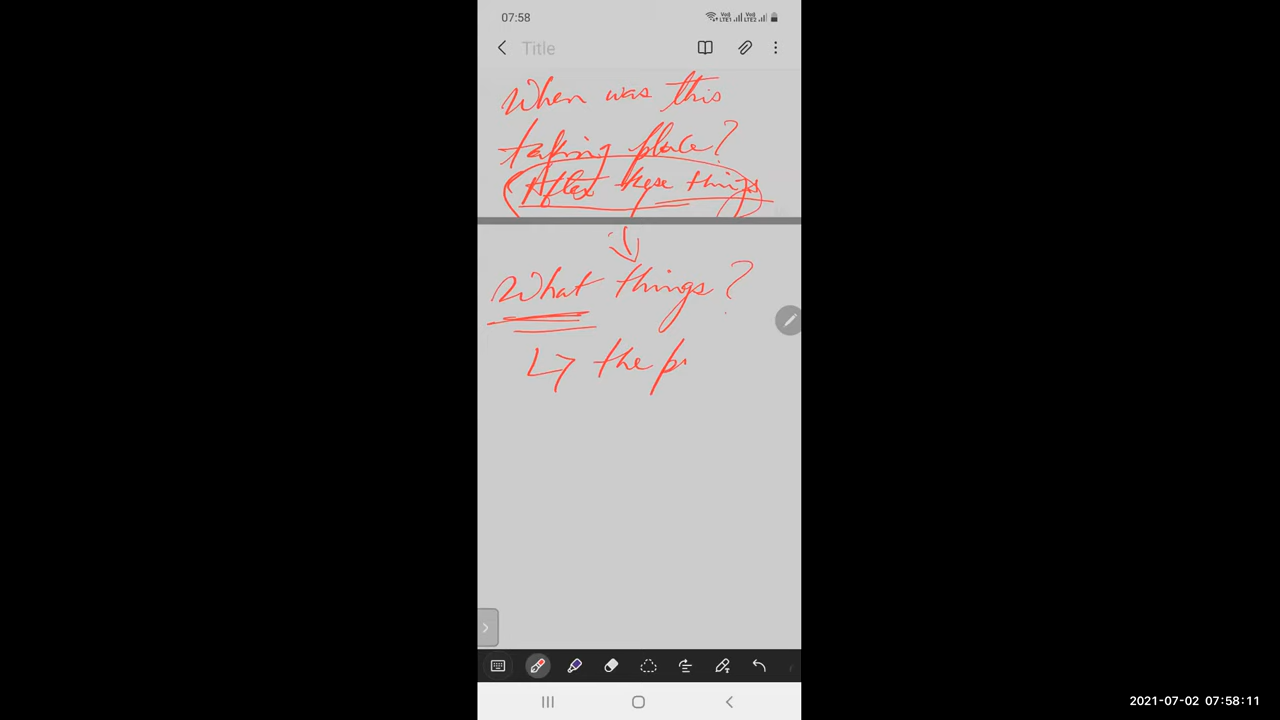 07:58
Title
When was this
taking place?
After these things
What things?
↳ the p
2021-07-02 07:58:11